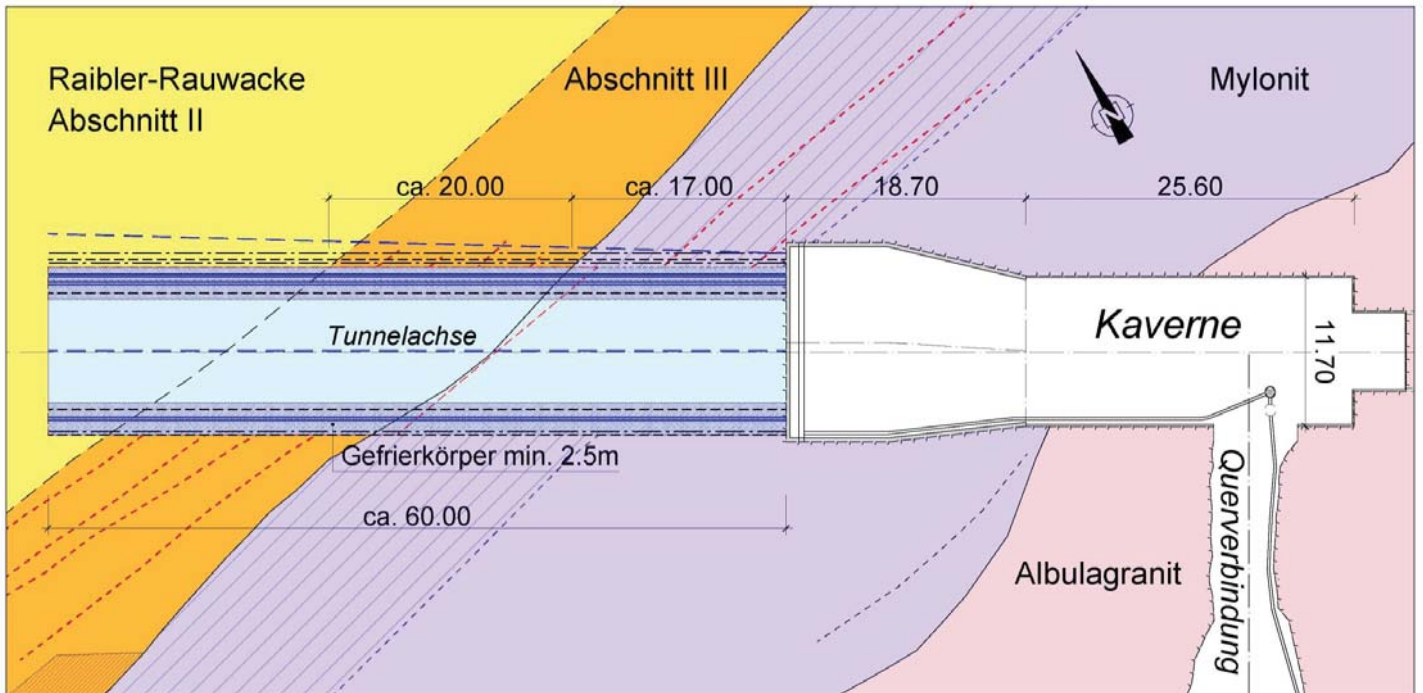 Raibler-Rauwacke
Abschnitt II
Abschnitt III
Mylonit
N
ca. 20.00
ca. 17.00
18.70
25.60
Tunnelachse
Kaverne
11.70
Gefrierkörper min. 2.5m
ca. 60.00
Albulagranit
Querverbindung